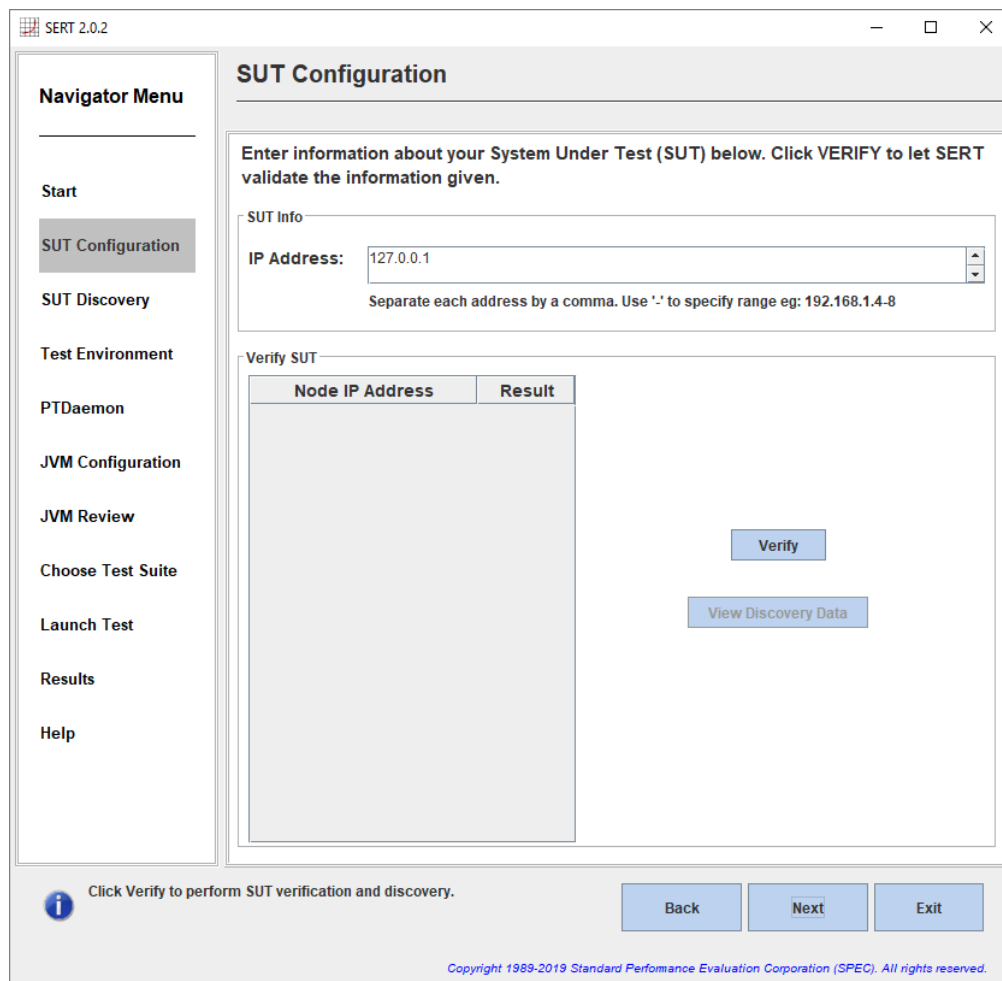 SERT 2.0.2
Navigator Menu
Start
SUT Configuration
SUT Discovery
Test Environment
PTDaemon
JVM Configuration
JVM Review
Choose Test Suite
Launch Test
Results
Help
SUT Configuration
Enter information about your System Under Test (SUT) below. Click VERIFY to let SERT
validate the information given.
SUT Info
IP Address: 127.0.0.1
Separate each address by a comma. Use '-' to specify range eg: 192.168.1.4-8
Verify SUT
Node IP Address Result
Verify
View Discovery Data
Click Verify to perform SUT verification and discovery.
Back Next Exit
Copyright 1989-2019 Standard Performance Evaluation Corporation (SPEC). All rights reserved.